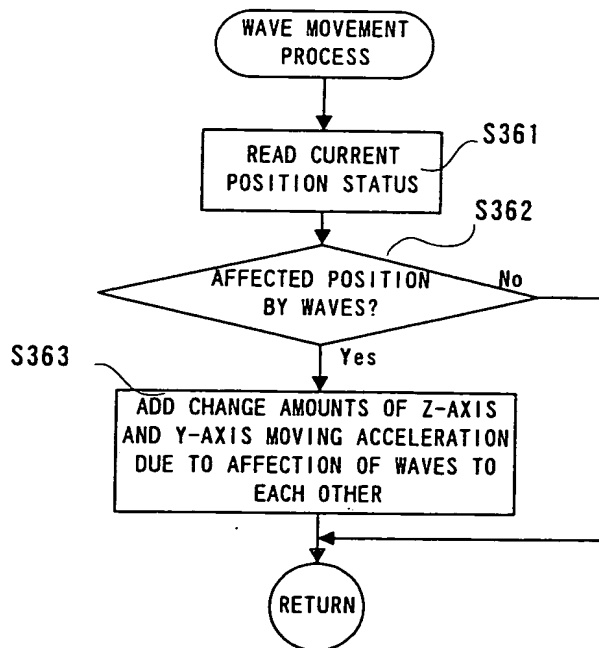 WAVE MOVEMENT
PROCESS
S361
READ CURRENT
POSITION STATUS
S362
AFFECTED POSITION
BY WAVES?
No
Yes
S363
ADD CHANGE AMOUNTS OF Z-AXIS
AND Y-AXIS MOVING ACCELERATION
DUE TO AFFECTION OF WAVES TO
EACH OTHER
RETURN